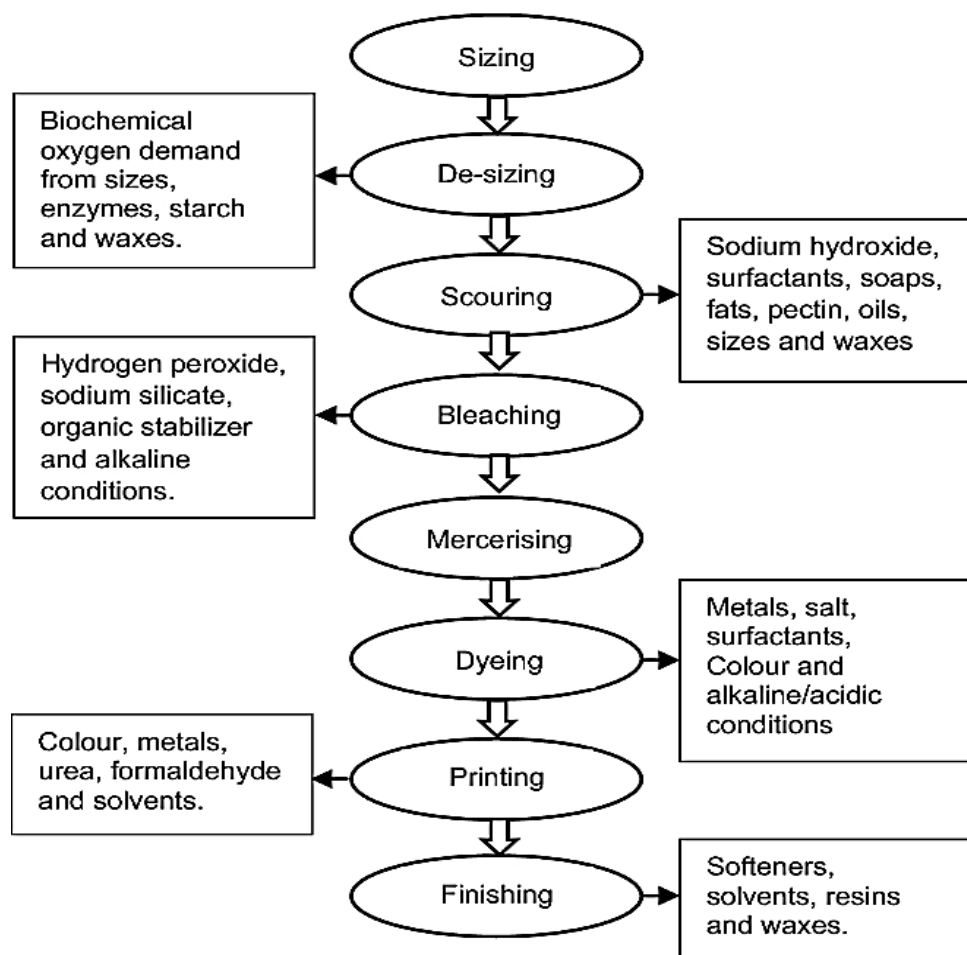 Sizing
Biochemical
oxygen demand
from sizes,
enzymes, starch
and waxes.
De-sizing
Scouring
Sodium hydroxide,
surfactants, soaps,
fats, pectin, oils,
sizes and waxes
Hydrogen peroxide,
sodium silicate,
organic stabilizer
and alkaline
conditions.
Bleaching
Mercerising
Dyeing
Metals, salt,
surfactants,
Colour and
alkaline/acidic
conditions
Colour, metals,
urea, formaldehyde
and solvents.
Printing
Finishing
Softeners,
solvents, resins
and waxes.